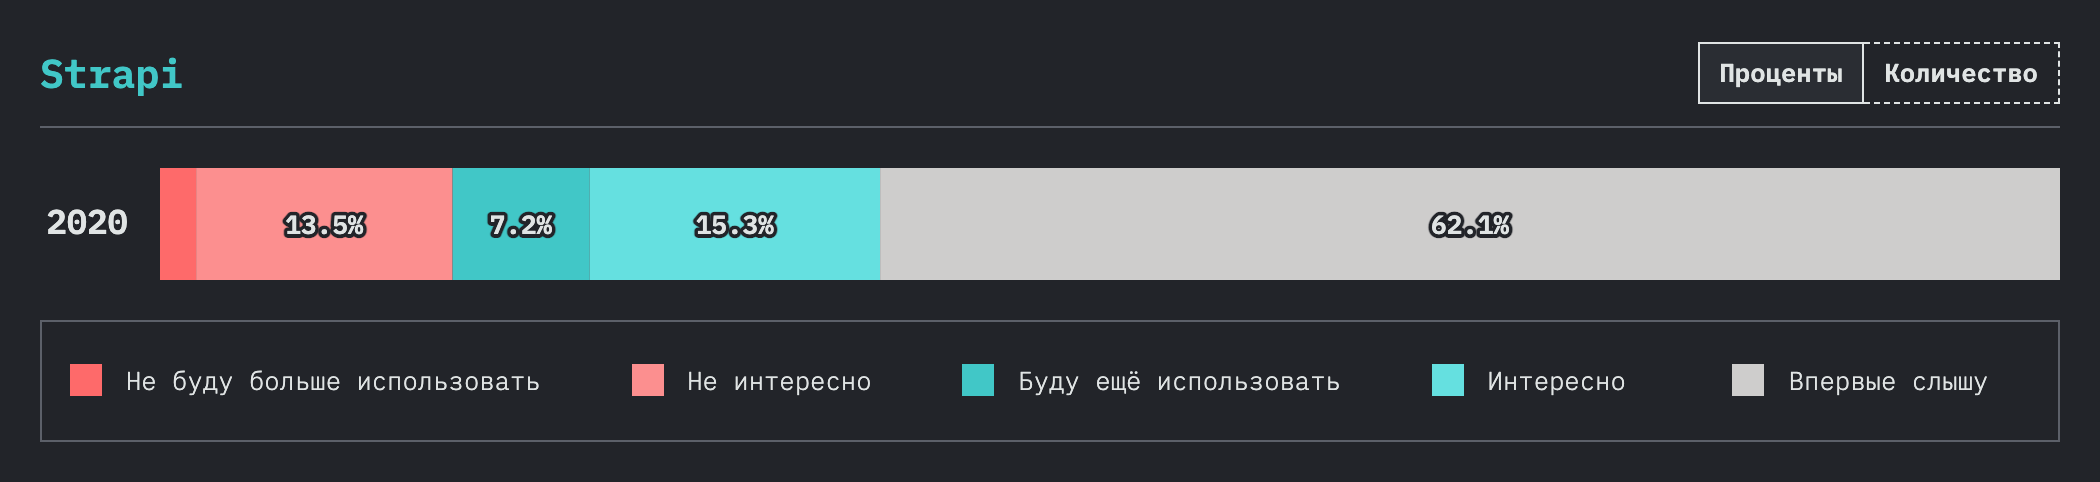 Strapi
Проценты Количество
2020 13.5% 7.2% 15.3% 62.1%
Не буду больше использовать Не интересно Буду ещё использовать Интересно Впервые слышу